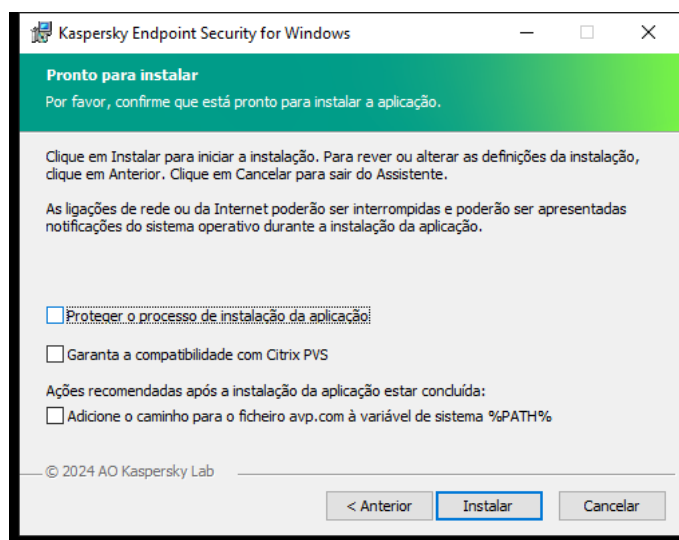 Kaspersky Endpoint Security for Windows
Pronto para instalar
Por favor, confirme que está pronto para instalar a aplicação.
Clique em Instalar para iniciar a instalação. Para rever ou alterar as definições da instalação,
clique em Anterior. Clique em Cancelar para sair do Assistente.
As ligações de rede ou da Internet poderão ser interrompidas e poderão ser apresentadas
notificações do sistema operativo durante a instalação da aplicação.
Proteger o processo de instalação da aplicação
Garanta a compatibilidade com Citrix PVS
Ações recomendadas após a instalação da aplicação estar concluída:
Adicione o caminho para o ficheiro avp.com à variável de sistema %PATH%
© 2024 AO Kaspersky Lab
< Anterior Instalar Cancelar